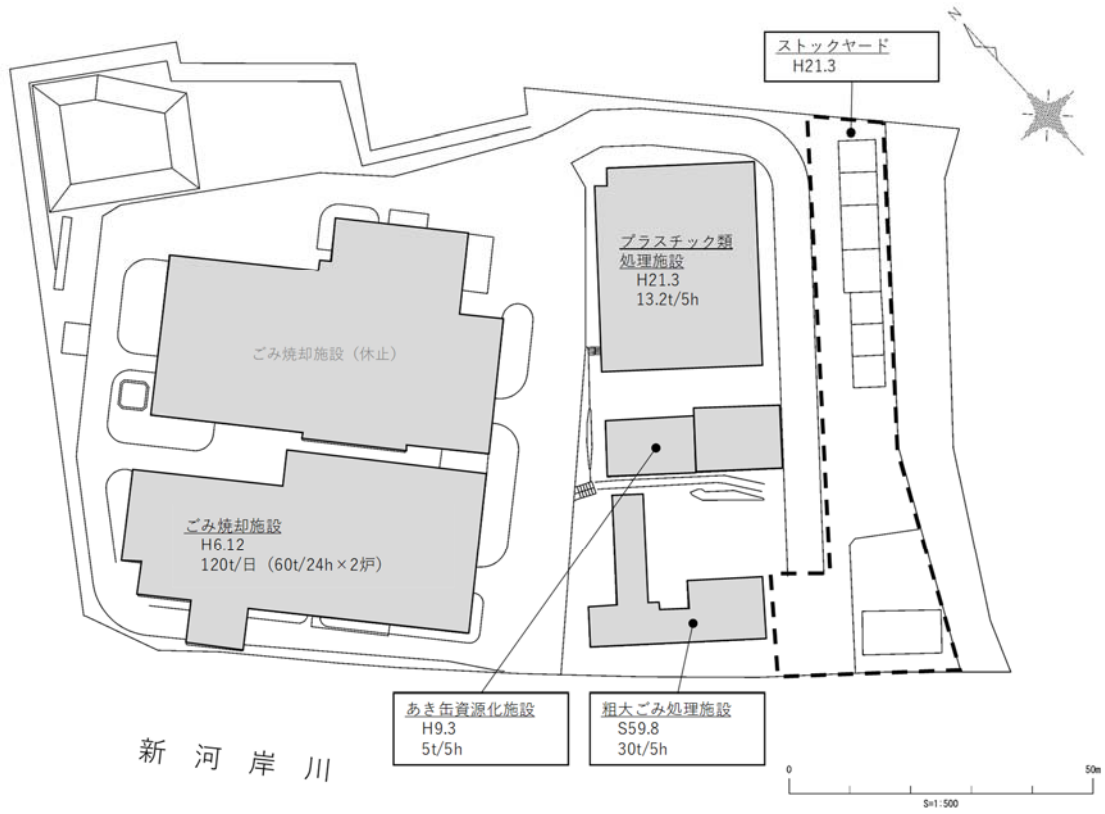 N
ストックヤード
H21.3
プラスチック類
処理施設
H21.3
13.2t/5h
ごみ焼却施設（休止）
ごみ焼却施設
H6.12
120t/日（60t/24h×2炉）
あき缶資源化施設
H9.3
5t/5h
粗大ごみ処理施設
S59.8
30t/5h
新河岸川
0
50m
S=1:500